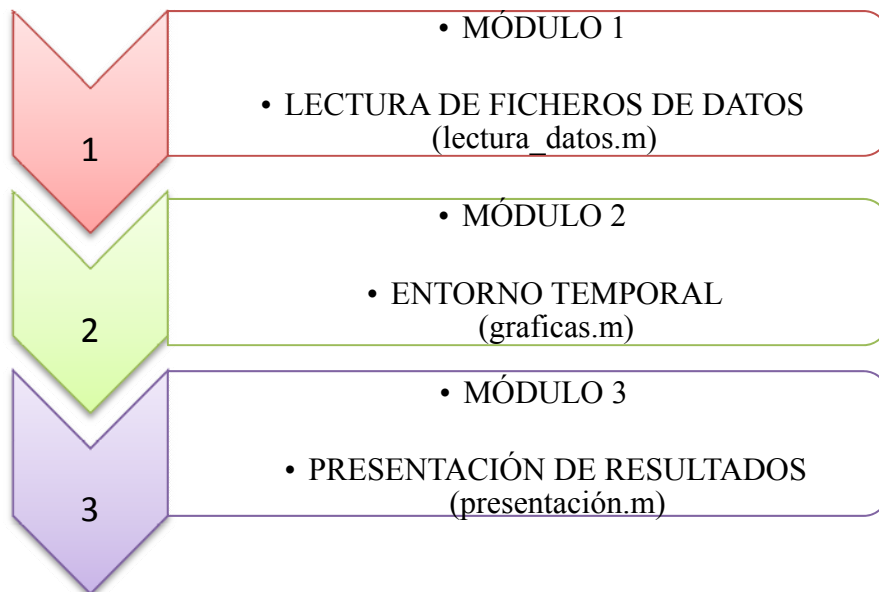 1
• MÓDULO 1
• LECTURA DE FICHEROS DE DATOS
(lectura_datos.m)
2
• MÓDULO 2
• ENTORNO TEMPORAL
(graficas.m)
3
• MÓDULO 3
• PRESENTACIÓN DE RESULTADOS
(presentación.m)